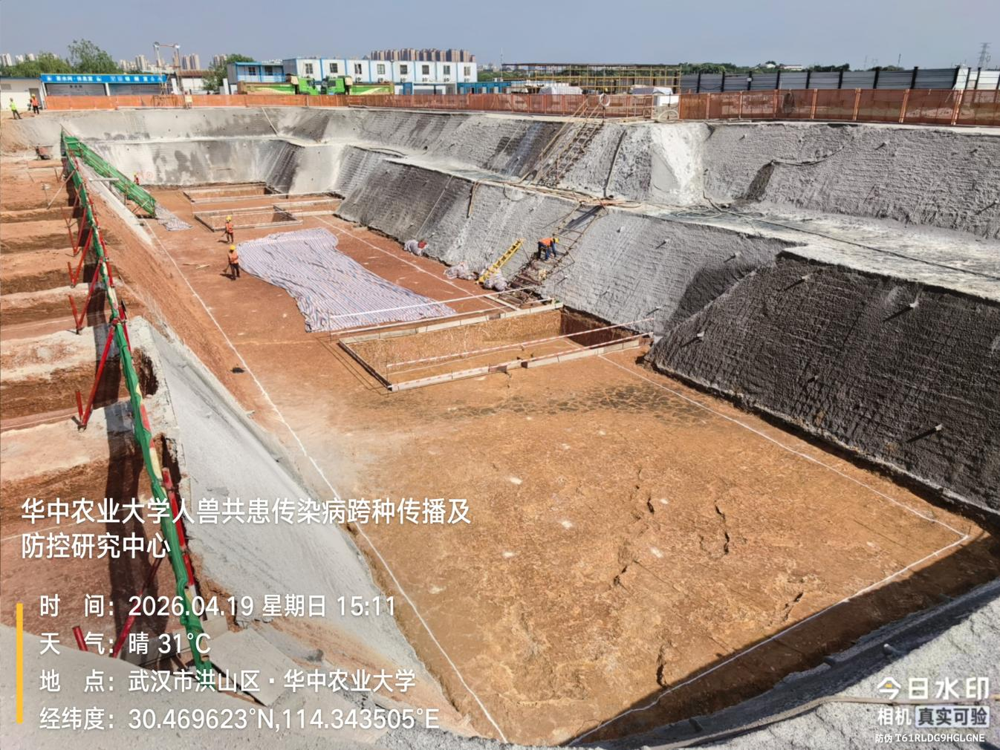 华中农业大学人兽共患传染病跨种传播及
防控研究中心
时 间：2026.04.19 星期日 15:11
天 气：晴 31℃
地 点：武汉市洪山区·华中农业大学
经纬度：30.469623°N,114.343505°E
今日水印
相机 真实可验
防伪 T61RLDG9HGLGNE